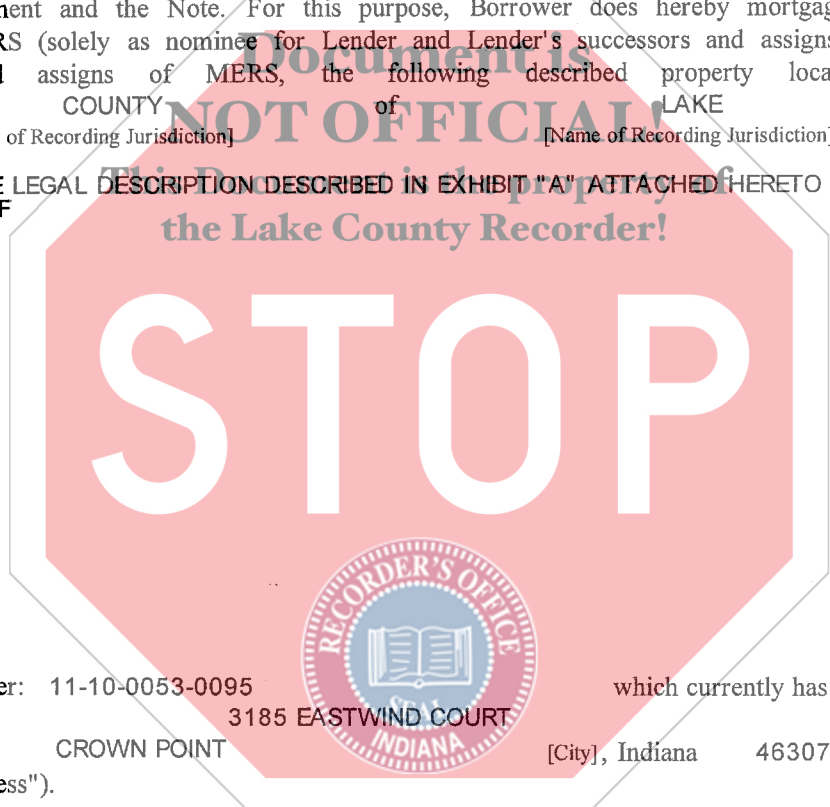 ment and the Note. For this purpose, Borrower does hereby mortgag
RS (solely as nominee for Lender and Lender's successors and assigns
Document is
d assigns of MERS, the following described property loca
COUNTY of LAKE
NOT OFFICIAL!
of Recording Jurisdiction] [Name of Recording Jurisdiction]
This Document is the property of
E LEGAL DESCRIPTION DESCRIBED IN EXHIBIT "A" ATTACHED HERETO
F
the Lake County Recorder!
STOP
RECORDER'S OFFICE
SEAL
INDIANA
er: 11-10-0053-0095 which currently has
3185 EASTWIND COURT
CROWN POINT [City], Indiana 46307
ess").